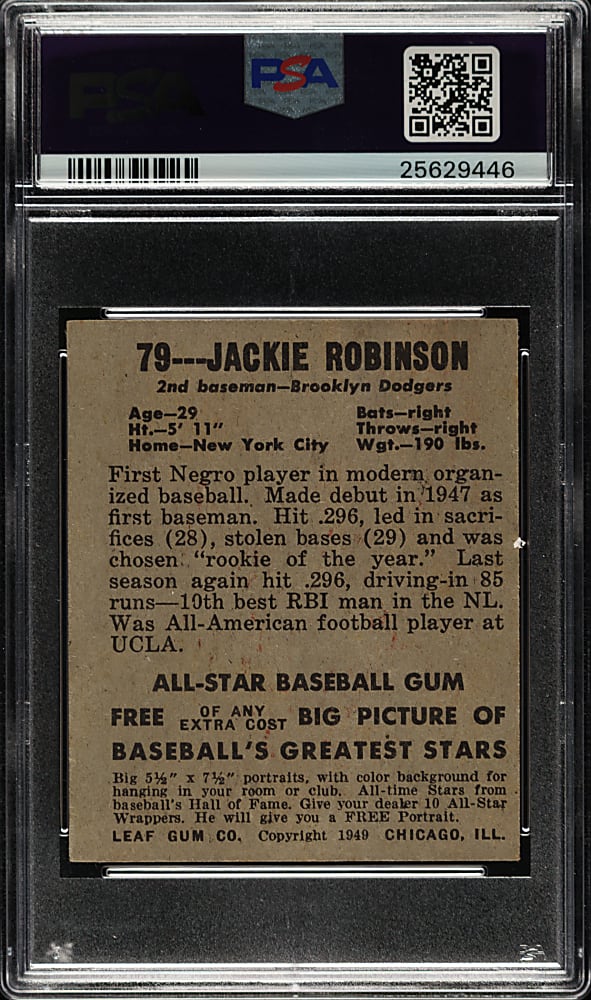 PSA
PSA
25629446
79---JACKIE ROBINSON
2nd baseman—Brooklyn Dodgers
Age—29 Bats—right
Ht.—5' 11" Throws—right
Home—New York City Wgt.—190 lbs.
First Negro player in modern organ-
ized baseball. Made debut in 1947 as
first baseman. Hit .296, led in sacri-
fices (28), stolen bases (29) and was
chosen "rookie of the year." Last
season again hit .296, driving-in 85
runs—10th best RBI man in the NL.
Was All-American football player at
UCLA.
ALL-STAR BASEBALL GUM
FREE OF ANY EXTRA COST BIG PICTURE OF
BASEBALL'S GREATEST STARS
Big 5½" x 7½" portraits, with color background for
hanging in your room or club. All-time Stars from
baseball's Hall of Fame. Give your dealer 10 All-Star
Wrappers. He will give you a FREE Portrait.
LEAF GUM CO. Copyright 1949 CHICAGO, ILL.